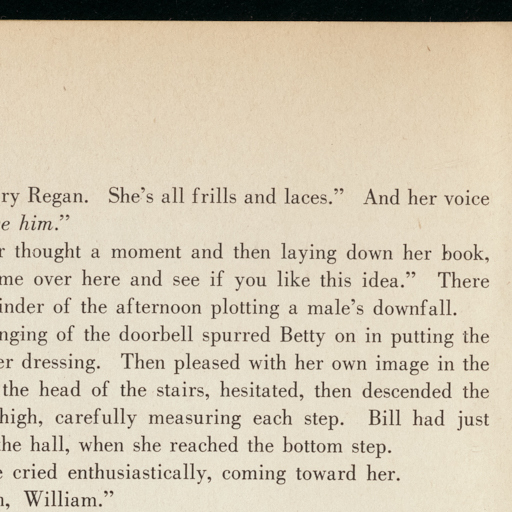 ry Regan. She's all frills and laces." And her voice
e him."
r thought a moment and then laying down her book,
me over here and see if you like this idea." There
inder of the afternoon plotting a male's downfall.
nging of the doorbell spurred Betty on in putting the
er dressing. Then pleased with her own image in the
the head of the stairs, hesitated, then descended the
high, carefully measuring each step. Bill had just
the hall, when she reached the bottom step.
e cried enthusiastically, coming toward her.
n, William."